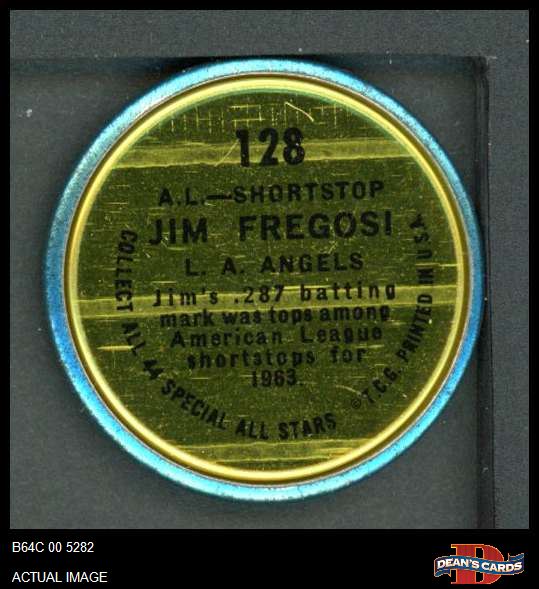 128
A.L.—SHORTSTOP
JIM FREGOSI
L. A. ANGELS
Jim's .287 batting
mark was tops among
American League
shortstops for
1963.
COLLECT ALL 44 SPECIAL ALL STARS
©T.C.G. PRINTED IN U.S.A.
B64C 00 5282
ACTUAL IMAGE
DEAN'S CARDS